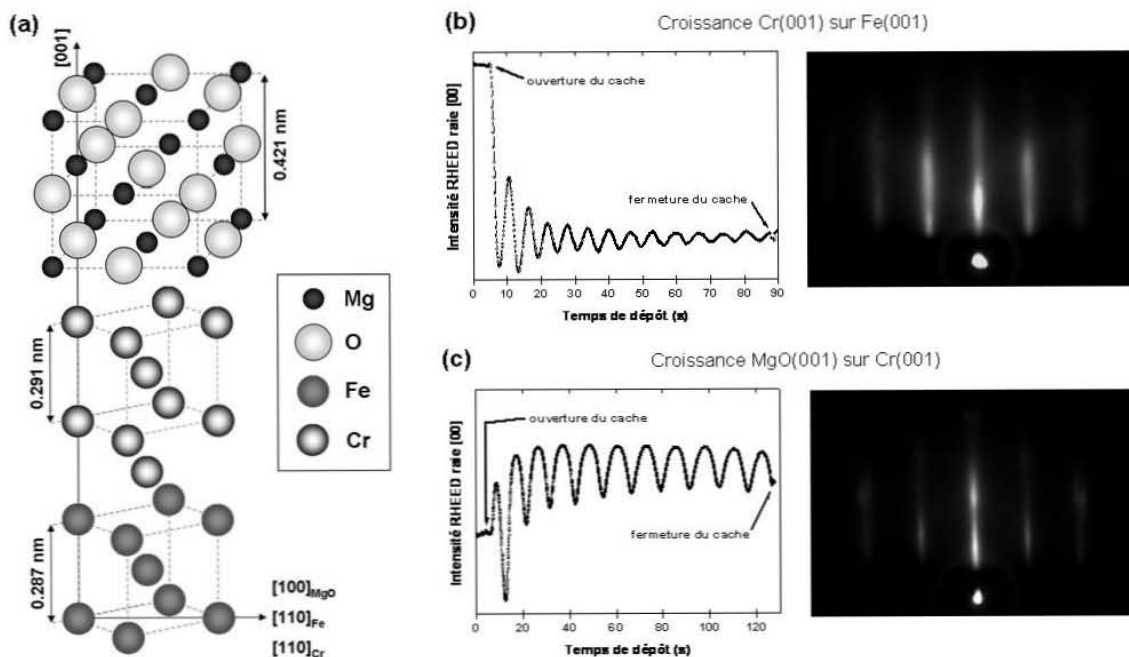 (a)
[001]
0.421 nm
0.291 nm
0.287 nm
Mg
O
Fe
Cr
[100]MgO
[110]Fe
[110]Cr
(b)
Croissance Cr(001) sur Fe(001)
Intensité RHEED raie [00]
ouverture du cache
fermeture du cache
0 10 20 30 40 50 60 70 80 90
Temps de dépôt (s)
(c)
Croissance MgO(001) sur Cr(001)
Intensité RHEED raie [00]
ouverture du cache
fermeture du cache
0 20 40 60 80 100 120
Temps de dépôt (s)